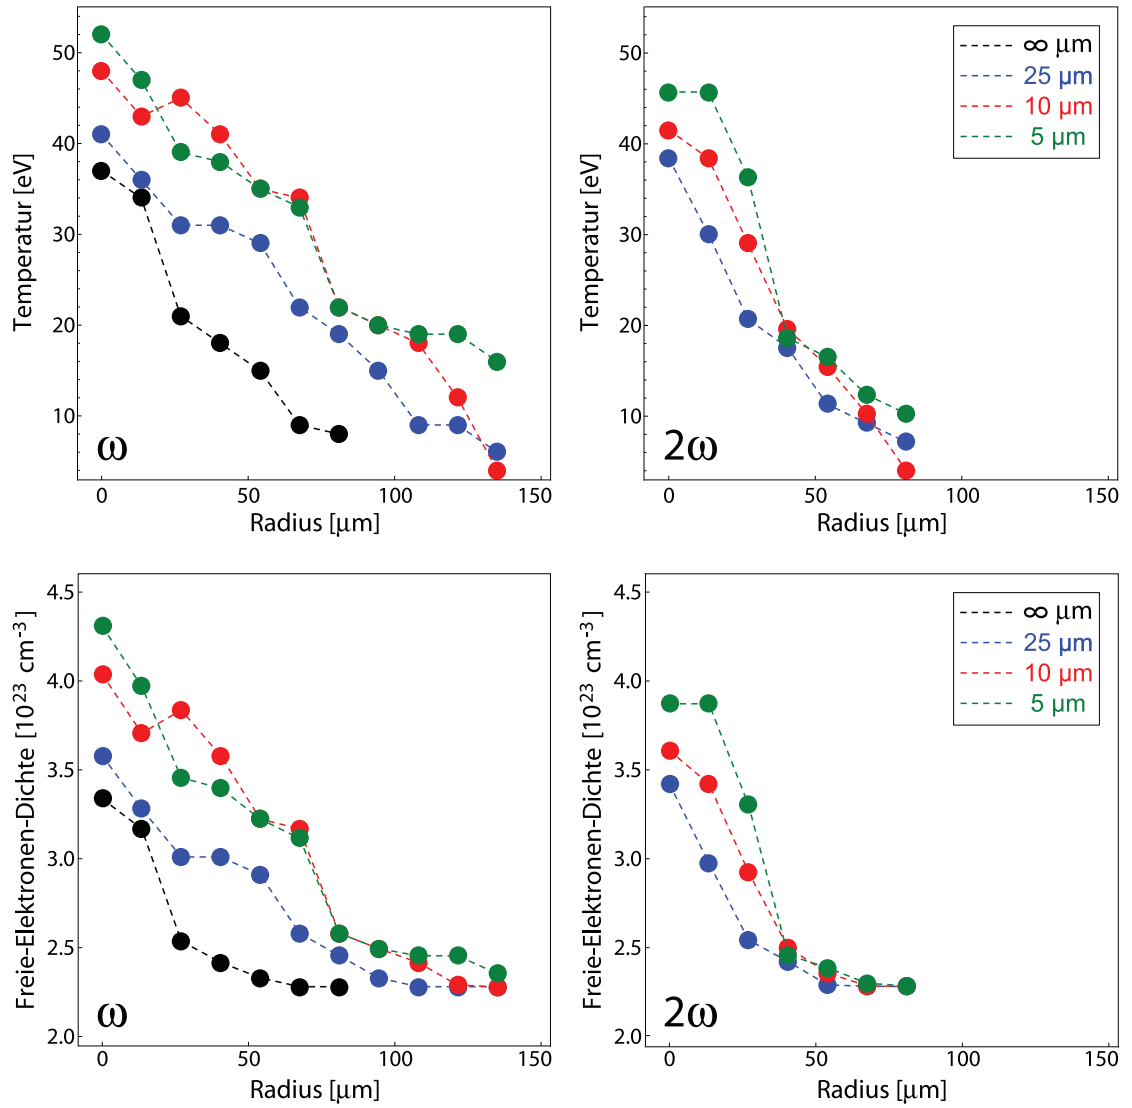 50
40
30
20
10
Temperatur [eV]
ω
0
50
100
150
Radius [μm]
50
40
30
20
10
Temperatur [eV]
∞ μm
25 μm
10 μm
5 μm
2ω
0
50
100
150
Radius [μm]
4.5
4.0
3.5
3.0
2.5
2.0
Freie-Elektronen-Dichte [10²³ cm⁻³]
ω
0
50
100
150
Radius [μm]
4.5
4.0
3.5
3.0
2.5
2.0
Freie-Elektronen-Dichte [10²³ cm⁻³]
∞ μm
25 μm
10 μm
5 μm
2ω
0
50
100
150
Radius [μm]